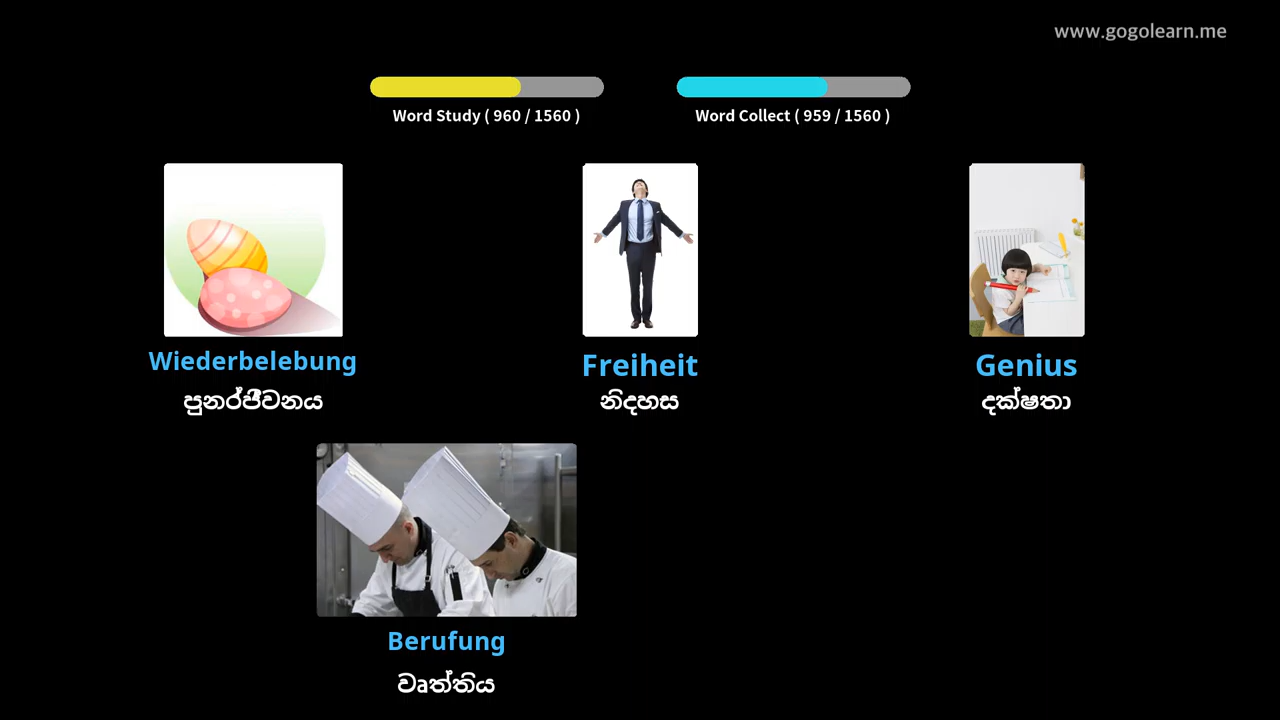 www.gogolearn.me
Word Study ( 960 / 1560 )
Word Collect ( 959 / 1560 )
Wiederbelebung
පුනර්ජීවනය
Freiheit
නිදහස
Genius
දක්ෂතා
Berufung
වෘත්තිය